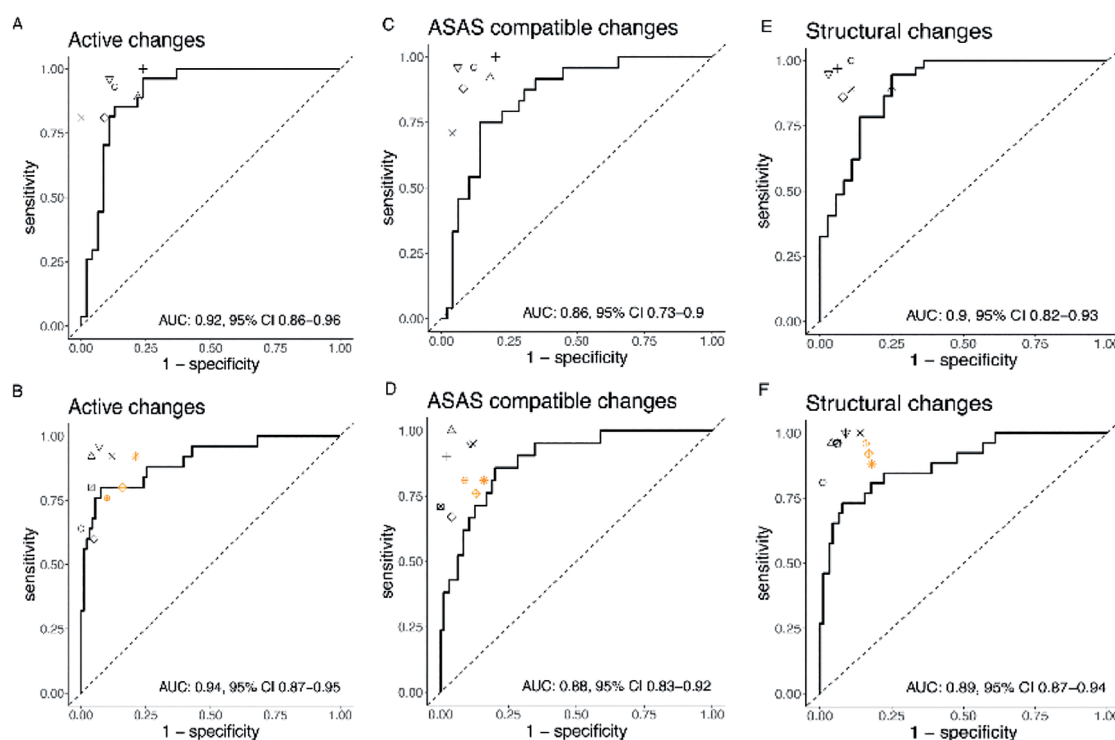 A
Active changes
1.00
0.75
0.50
0.25
0.00
sensitivity
AUC: 0.92, 95% CI 0.86–0.96
0.00 0.25 0.50 0.75 1.00
1 – specificity
C
ASAS compatible changes
1.00
0.75
0.50
0.25
0.00
sensitivity
AUC: 0.86, 95% CI 0.73–0.9
0.00 0.25 0.50 0.75 1.00
1 – specificity
E
Structural changes
1.00
0.75
0.50
0.25
0.00
sensitivity
AUC: 0.9, 95% CI 0.82–0.93
0.00 0.25 0.50 0.75 1.00
1 – specificity
B
Active changes
1.00
0.75
0.50
0.25
0.00
sensitivity
AUC: 0.94, 95% CI 0.87–0.95
0.00 0.25 0.50 0.75 1.00
1 – specificity
D
ASAS compatible changes
1.00
0.75
0.50
0.25
0.00
sensitivity
AUC: 0.88, 95% CI 0.83–0.92
0.00 0.25 0.50 0.75 1.00
1 – specificity
F
Structural changes
1.00
0.75
0.50
0.25
0.00
sensitivity
AUC: 0.89, 95% CI 0.87–0.94
0.00 0.25 0.50 0.75 1.00
1 – specificity